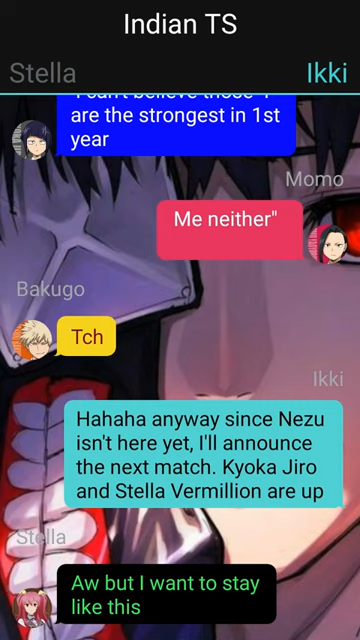 Indian TS
Stella Ikki
are the strongest in 1st
year
Momo
Me neither"
Bakugo
Tch
Ikki
Hahaha anyway since Nezu
isn't here yet, I'll announce
the next match. Kyoka Jiro
and Stella Vermillion are up
Stella
Aw but I want to stay
like this